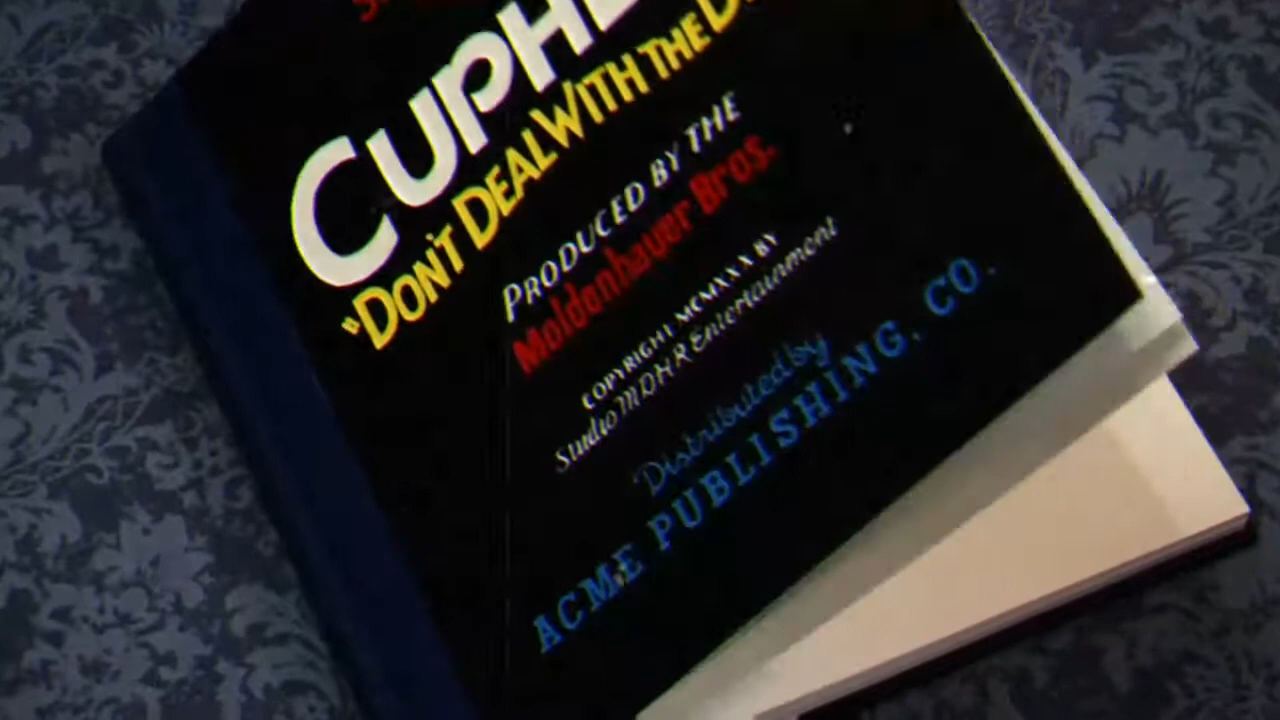 CUPHE
"DON'T DEAL WITH THE D
PRODUCED BY THE
Moldenhauer Bros.
COPYRIGHT MCMXXX BY
Studio MDHR Entertainment
Distributed by
ACME PUBLISHING, CO.